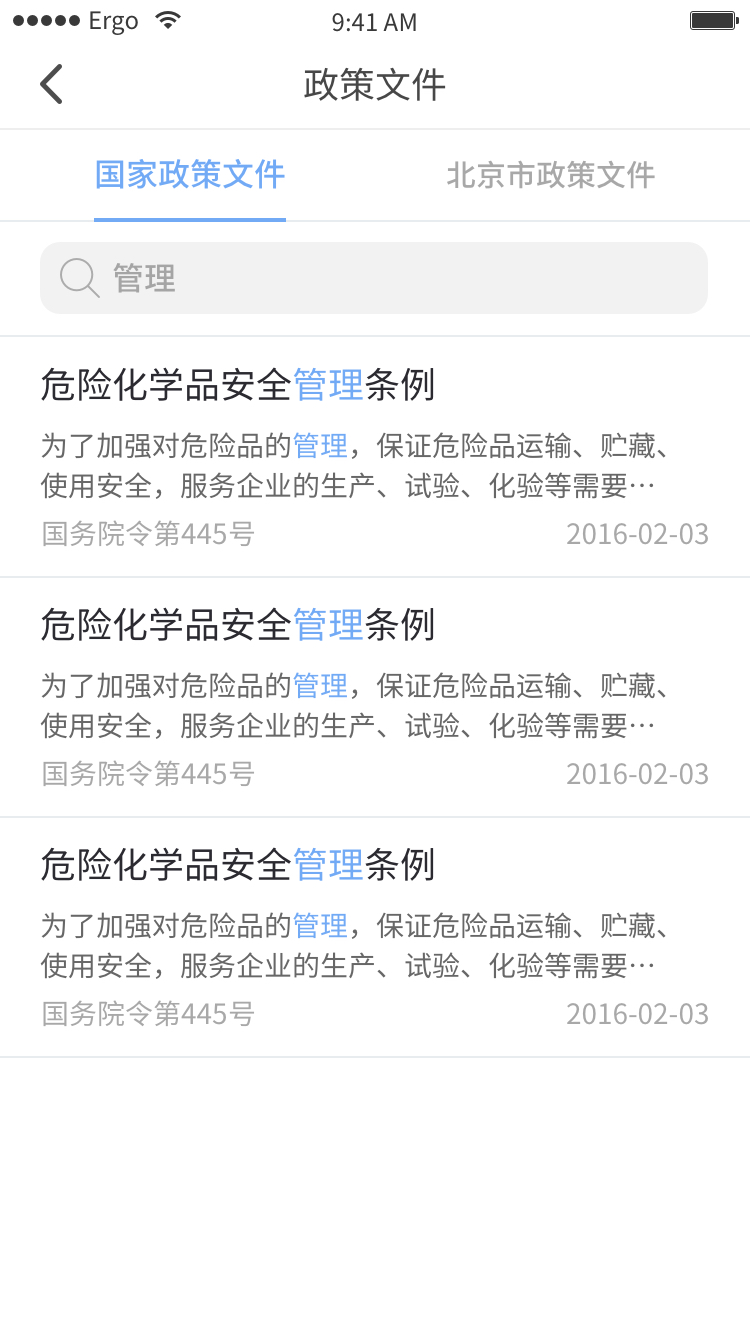 Ergo 9:41 AM
政策文件
国家政策文件 北京市政策文件
管理
危险化学品安全管理条例
为了加强对危险品的管理，保证危险品运输、贮藏、
使用安全，服务企业的生产、试验、化验等需要…
国务院令第445号 2016-02-03
危险化学品安全管理条例
为了加强对危险品的管理，保证危险品运输、贮藏、
使用安全，服务企业的生产、试验、化验等需要…
国务院令第445号 2016-02-03
危险化学品安全管理条例
为了加强对危险品的管理，保证危险品运输、贮藏、
使用安全，服务企业的生产、试验、化验等需要…
国务院令第445号 2016-02-03